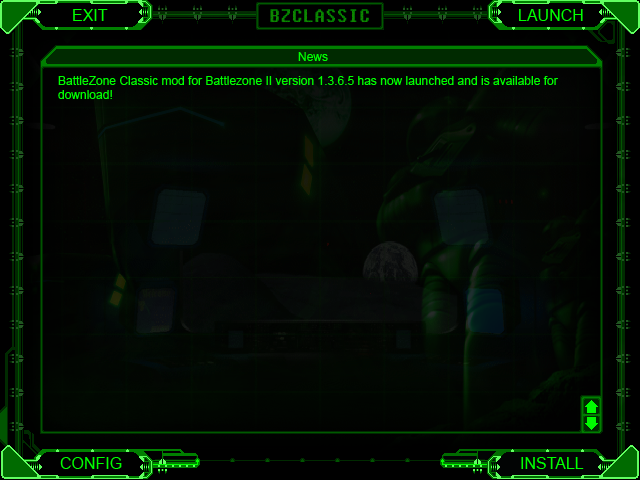 EXIT
BZCLASSIC
LAUNCH
News
BattleZone Classic mod for Battlezone II version 1.3.6.5 has now launched and is available for
download!
CONFIG
INSTALL